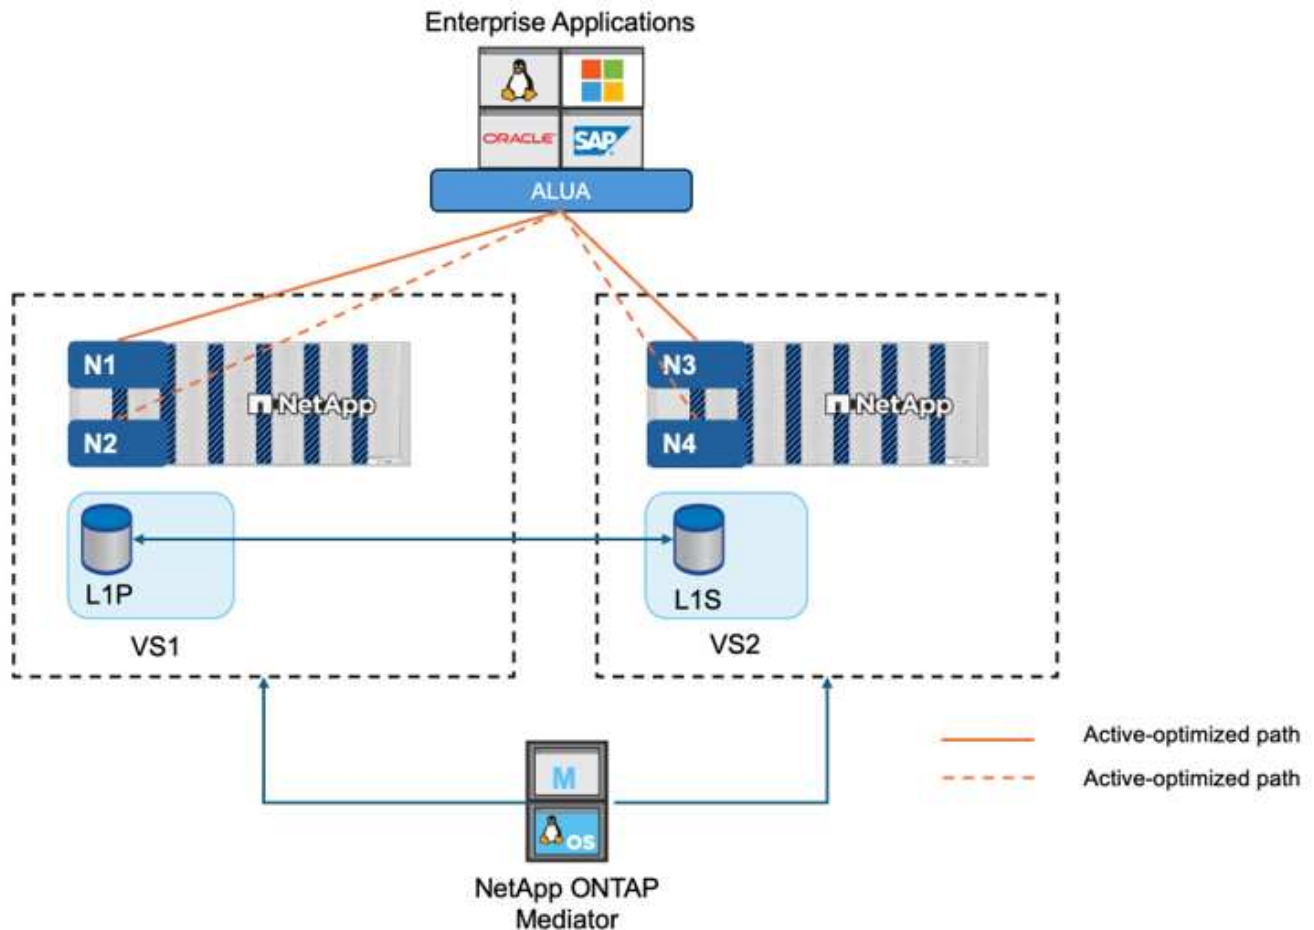 Enterprise Applications
ORACLE
SAP
ALUA
N1
NetApp
N2
N3
NetApp
N4
L1P
L1S
VS1
VS2
Active-optimized path
Active-optimized path
M
OS
NetApp ONTAP
Mediator